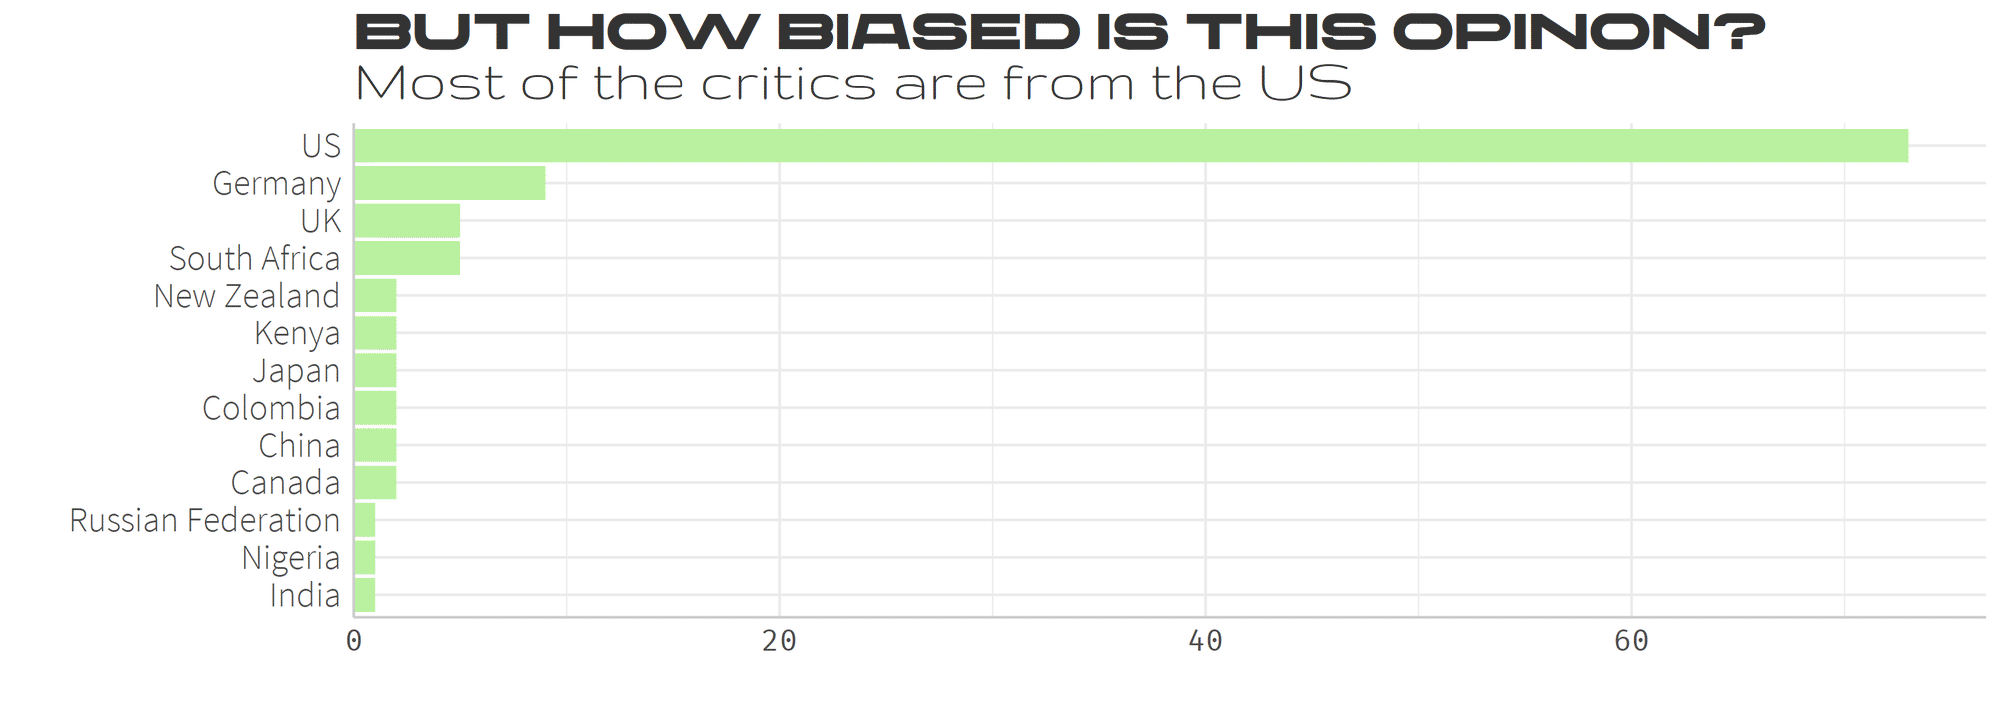 BUT HOW BIASED IS THIS OPINON?
Most of the critics are from the US
US
Germany
UK
South Africa
New Zealand
Kenya
Japan
Colombia
China
Canada
Russian Federation
Nigeria
India
0 20 40 60